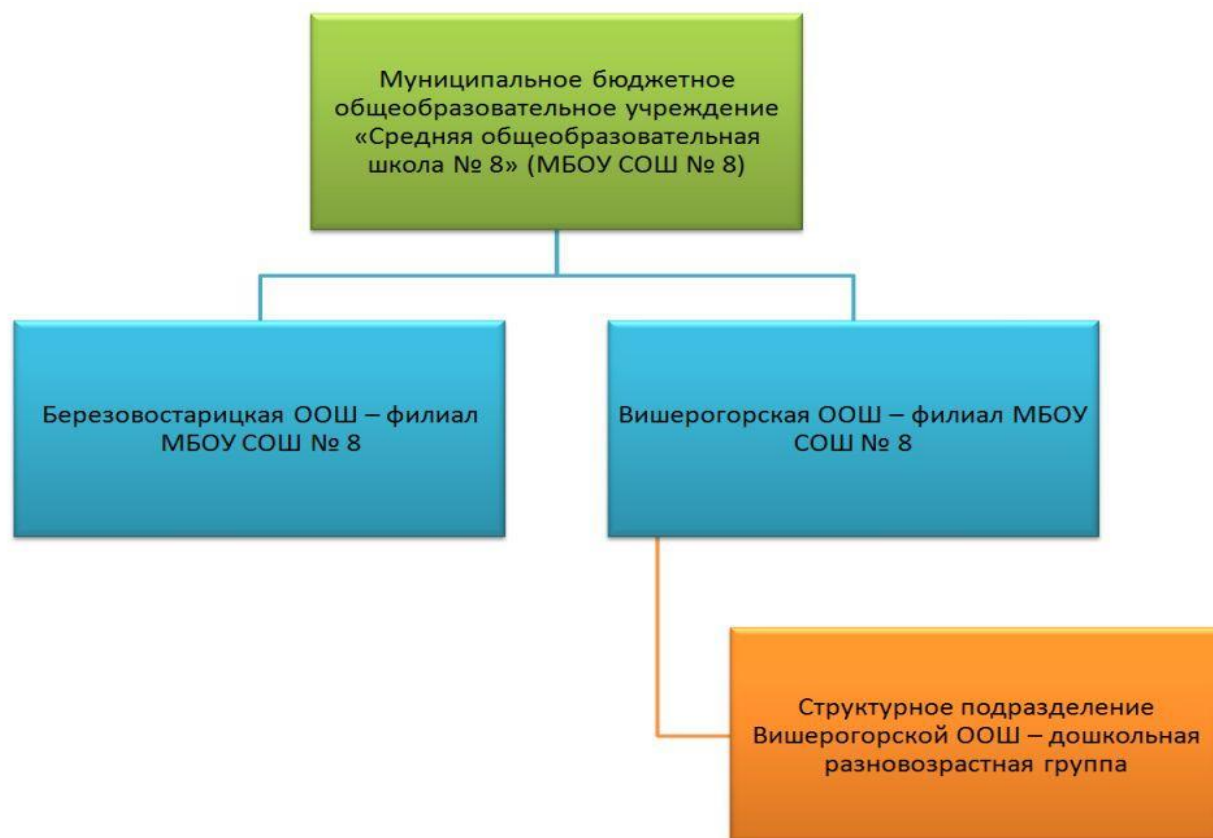 Муниципальное бюджетное
общеобразовательное учреждение
«Средняя общеобразовательная
школа № 8» (МБОУ СОШ № 8)
Березовостарицкая ООШ – филиал
МБОУ СОШ № 8
Вишерогорская ООШ – филиал МБОУ
СОШ № 8
Структурное подразделение
Вишерогорской ООШ – дошкольная
разновозрастная группа